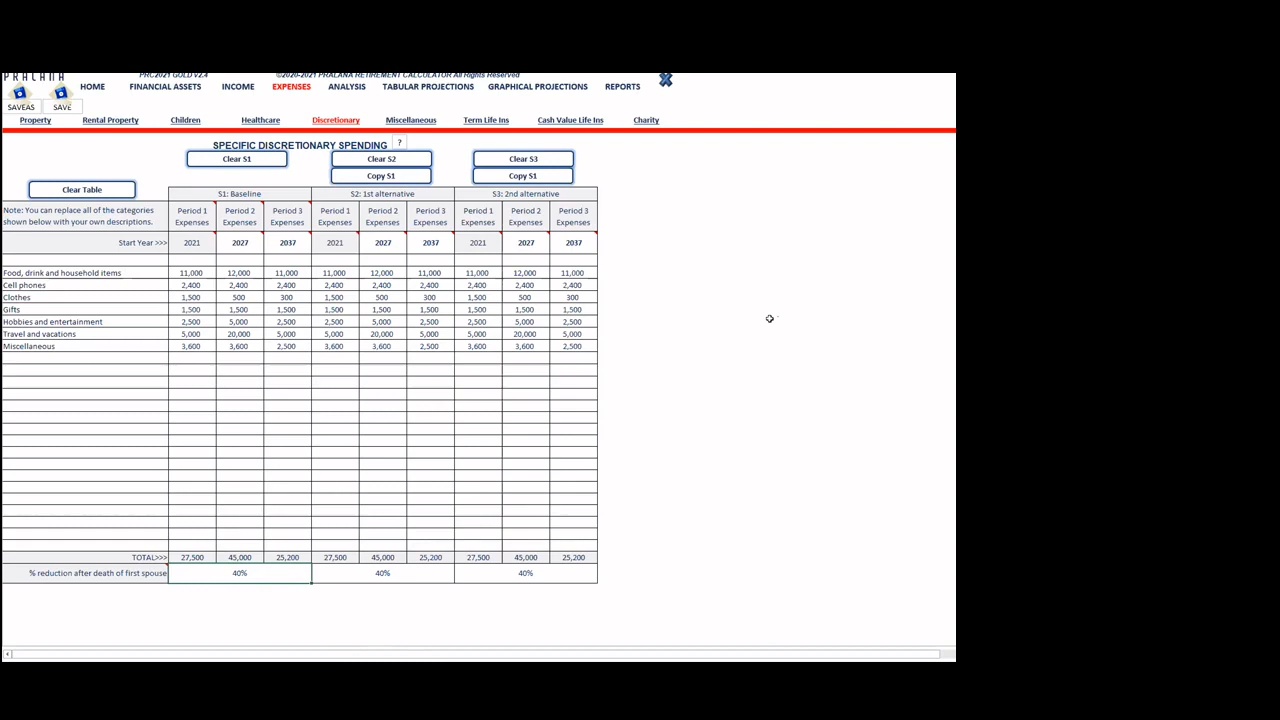 PRALANA PRC2021 GOLD v2.4 ©2020-2021 PRALANA RETIREMENT CALCULATOR All Rights Reserved
HOME FINANCIAL ASSETS INCOME EXPENSES ANALYSIS TABULAR PROJECTIONS GRAPHICAL PROJECTIONS REPORTS
SAVEAS SAVE
Property Rental Property Children Healthcare Discretionary Miscellaneous Term Life Ins Cash Value Life Ins Charity
SPECIFIC DISCRETIONARY SPENDING ?
Clear S1 Clear S2 Clear S3
Copy S1 Copy S1
Clear Table
S1: Baseline S2: 1st alternative S3: 2nd alternative
Note: You can replace all of the categories Period 1 Period 2 Period 3 Period 1 Period 2 Period 3 Period 1 Period 2 Period 3
shown below with your own descriptions. Expenses Expenses Expenses Expenses Expenses Expenses Expenses Expenses Expenses
Start Year >>> 2021 2027 2037 2021 2027 2037 2021 2027 2037
Food, drink and household items 11,000 12,000 11,000 11,000 12,000 11,000 11,000 12,000 11,000
Cell phones 2,400 2,400 2,400 2,400 2,400 2,400 2,400 2,400 2,400
Clothes 1,500 500 300 1,500 500 300 1,500 500 300
Gifts 1,500 1,500 1,500 1,500 1,500 1,500 1,500 1,500 1,500
Hobbies and entertainment 2,500 5,000 2,500 2,500 5,000 2,500 2,500 5,000 2,500
Travel and vacations 5,000 20,000 5,000 5,000 20,000 5,000 5,000 20,000 5,000
Miscellaneous 3,600 3,600 2,500 3,600 3,600 2,500 3,600 3,600 2,500
TOTAL>>> 27,500 45,000 25,200 27,500 45,000 25,200 27,500 45,000 25,200
% reduction after death of first spouse 40% 40% 40%